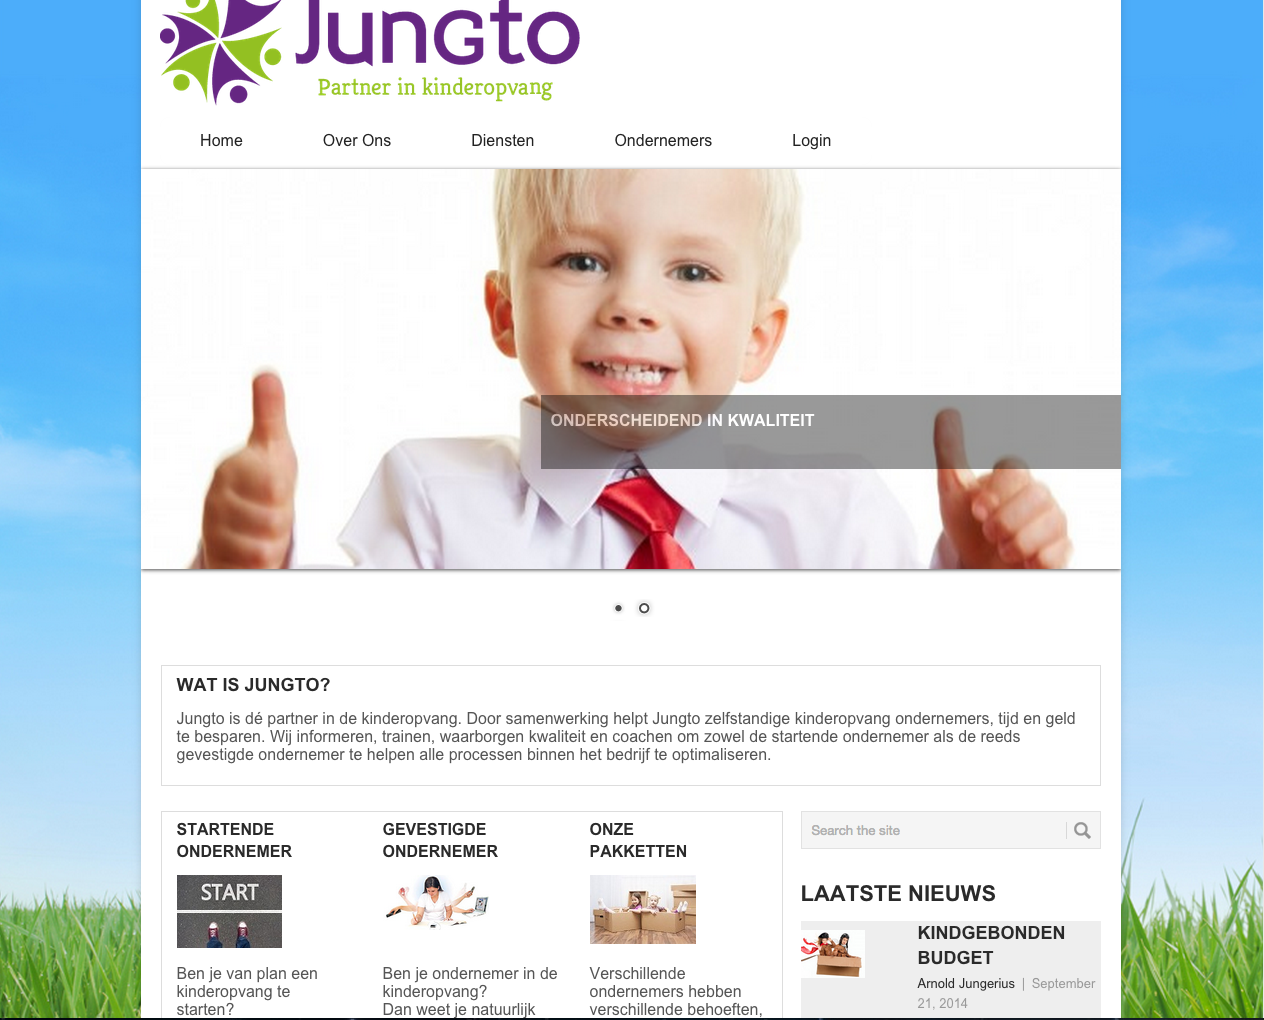 Jungto
Partner in kinderopvang
Home
Over Ons
Diensten
Ondernemers
Login
ONDERSCHEIDEND IN KWALITEIT
WAT IS JUNGTO?
Jungto is dé partner in de kinderopvang. Door samenwerking helpt Jungto zelfstandige kinderopvang ondernemers, tijd en geld
te besparen. Wij informeren, trainen, waarborgen kwaliteit en coachen om zowel de startende ondernemer als de reeds
gevestigde ondernemer te helpen alle processen binnen het bedrijf te optimaliseren.
STARTENDE
ONDERNEMER
START
Ben je van plan een
kinderopvang te
starten?
GEVESTIGDE
ONDERNEMER
Ben je ondernemer in de
kinderopvang?
Dan weet je natuurlijk
ONZE
PAKKETTEN
Verschillende
ondernemers hebben
verschillende behoeften,
Search the site
LAATSTE NIEUWS
KINDGEBONDEN
BUDGET
Arnold Jungerius | September
21, 2014